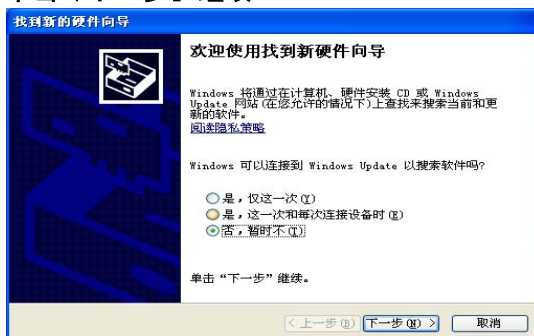 找到新的硬件向导
欢迎使用找到新硬件向导
Windows 将通过在计算机、硬件安装 CD 或 Windows
Update 网站(在您允许的情况下)上查找来搜索当前和更
新的软件。
阅读隐私策略
Windows 可以连接到 Windows Update 以搜索软件吗?
是，仅这一次(Y)
是，这一次和每次连接设备时(E)
否，暂时不(T)
单击“下一步”继续。
<上一步(B) 下一步(N)> 取消